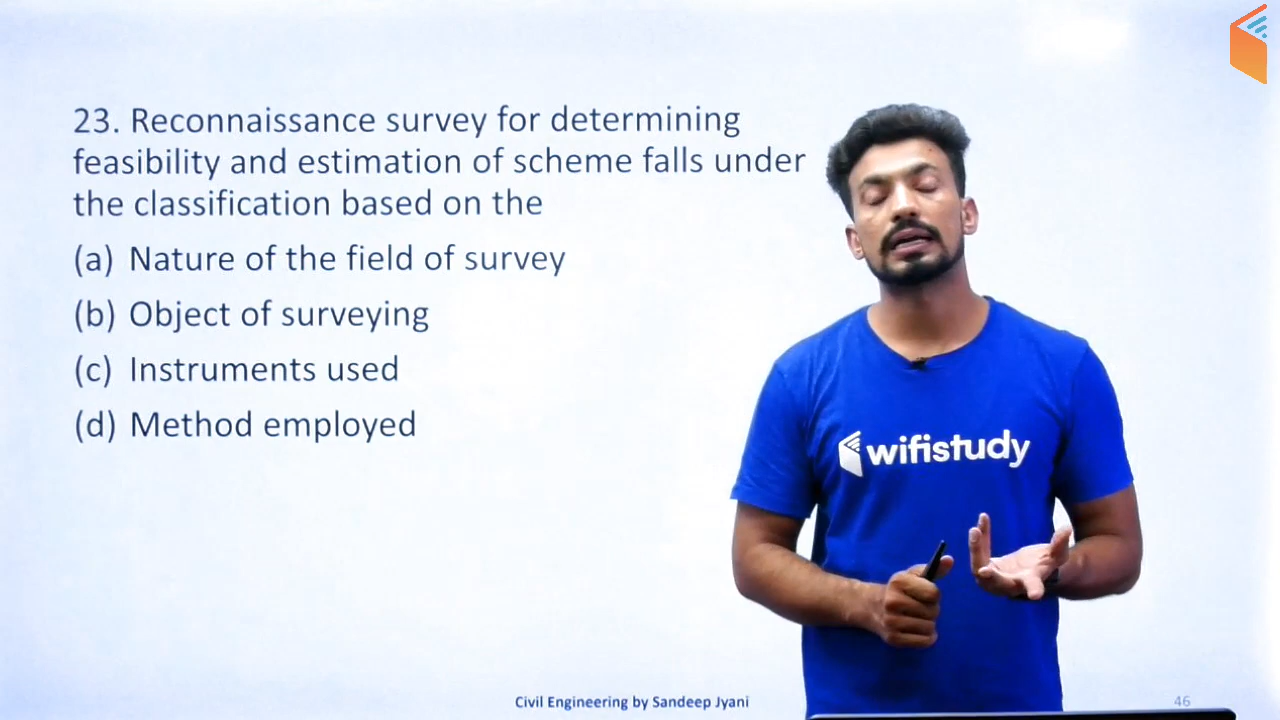 23. Reconnaissance survey for determining
feasibility and estimation of scheme falls under
the classification based on the
(a) Nature of the field of survey
(b) Object of surveying
(c) Instruments used
(d) Method employed
wifistudy
Civil Engineering by Sandeep Jyani
46